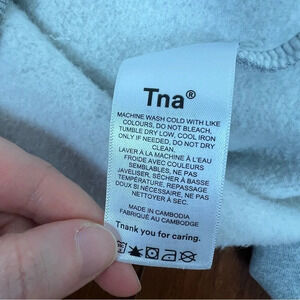 Tna®
MACHINE WASH COLD WITH LIKE
COLOURS, DO NOT BLEACH,
TUMBLE DRY LOW, COOL IRON
ONLY IF NEEDED, DO NOT DRY
CLEAN.
LAVER À LA MACHINE À L'EAU
FROIDE AVEC COULEURS
SEMBLABLES, NE PAS
JAVELISER, SÉCHER À BASSE
TEMPÉRATURE, REPASSAGE
DOUX SI NÉCESSAIRE, NE PAS
NETTOYER À SEC.
MADE IN CAMBODIA
FABRIQUÉ AU CAMBODGE
Thank you for caring.